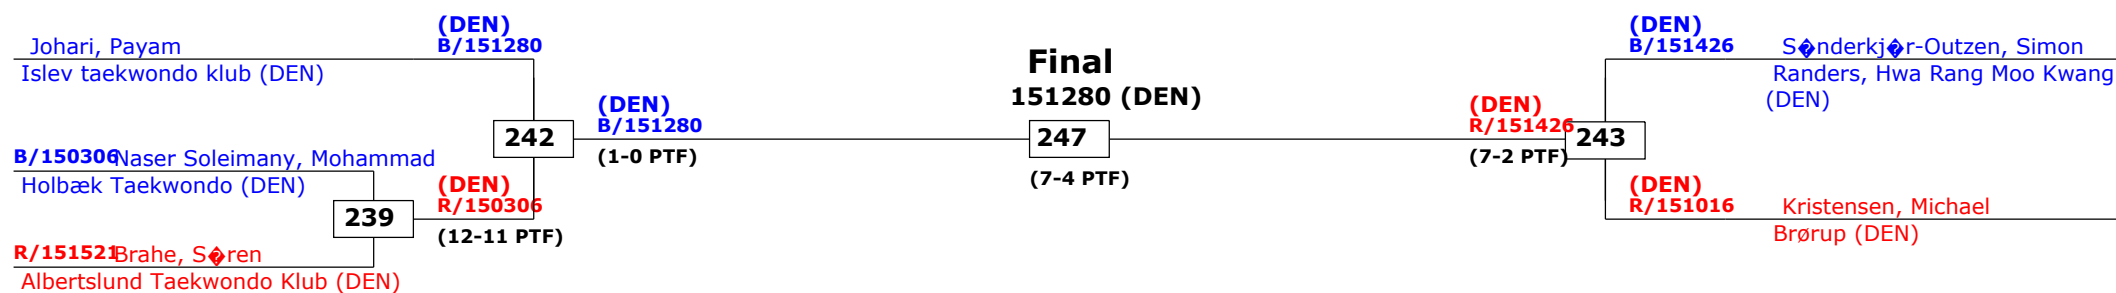 (DEN)
B/151280
Johari, Payam
Islev taekwondo klub (DEN)
242
(DEN)
B/151280
(1-0 PTF)
B/150306 Naser Soleimany, Mohammad
Holbæk Taekwondo (DEN)
(DEN)
R/150306
239
(12-11 PTF)
R/151521 Brahe, S�ren
Albertslund Taekwondo Klub (DEN)
Final
151280 (DEN)
247
(7-4 PTF)
(DEN)
R/151426
243
(7-2 PTF)
(DEN)
B/151426
S�nderkj�r-Outzen, Simon
Randers, Hwa Rang Moo Kwang
(DEN)
(DEN)
R/151016
Kristensen, Michael
Brørup (DEN)